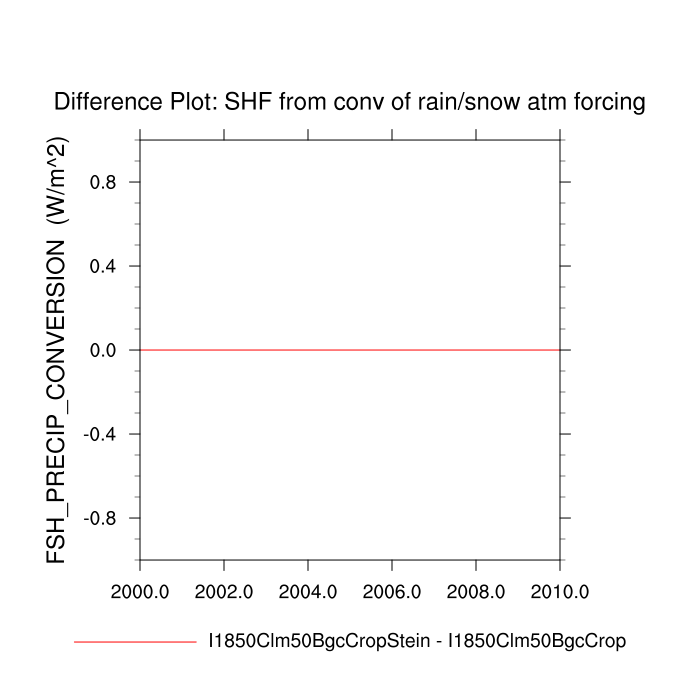 Difference Plot: SHF from conv of rain/snow atm forcing
FSH_PRECIP_CONVERSION (W/m^2)
0.8
0.4
0.0
-0.4
-0.8
2000.0 2002.0 2004.0 2006.0 2008.0 2010.0
I1850Clm50BgcCropStein - I1850Clm50BgcCrop